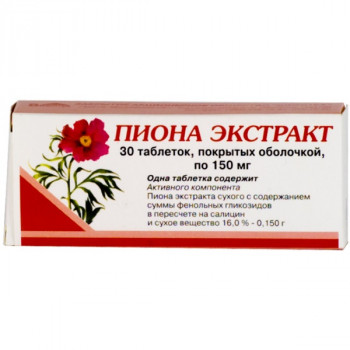 ПИОНА ЭКСТРАКТ
30 таблеток, покрытых оболочкой,
по 150 мг
Одна таблетка содержит
Активного компонента
Пиона экстракта сухого с содержанием
суммы фенольных гликозидов
в пересчете на салицин
и сухое вещество 16,0 % - 0,150 г